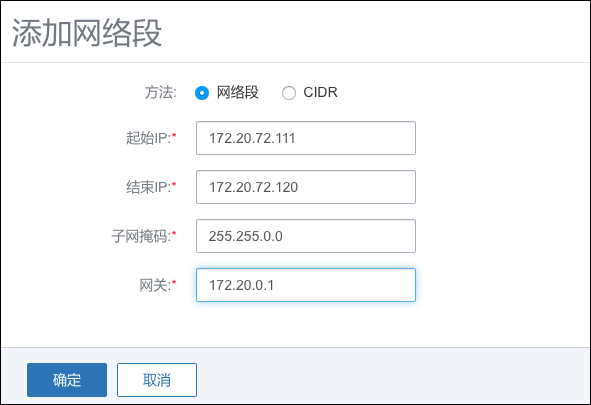 添加网络段
方法: 网络段 CIDR
起始IP:* 172.20.72.111
结束IP:* 172.20.72.120
子网掩码:* 255.255.0.0
网关:* 172.20.0.1
确定 取消